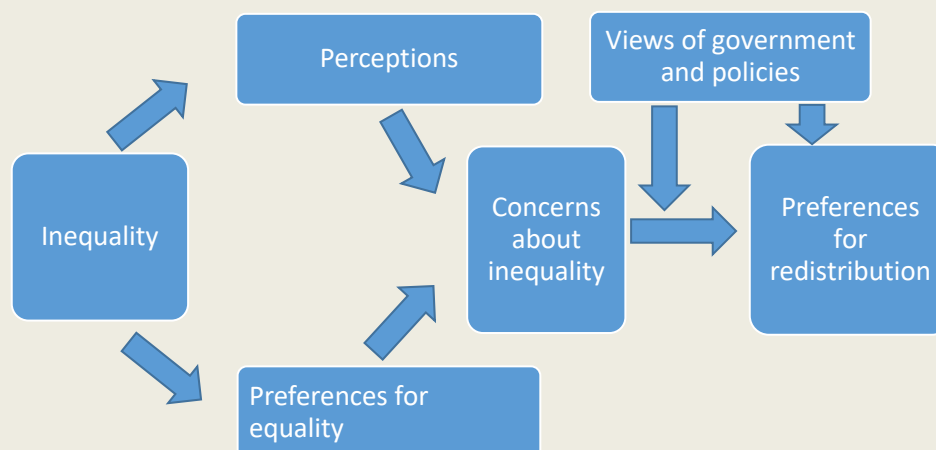 Perceptions
Views of government
and policies
Inequality
Concerns
about
inequality
Preferences
for
redistribution
Preferences for
equality